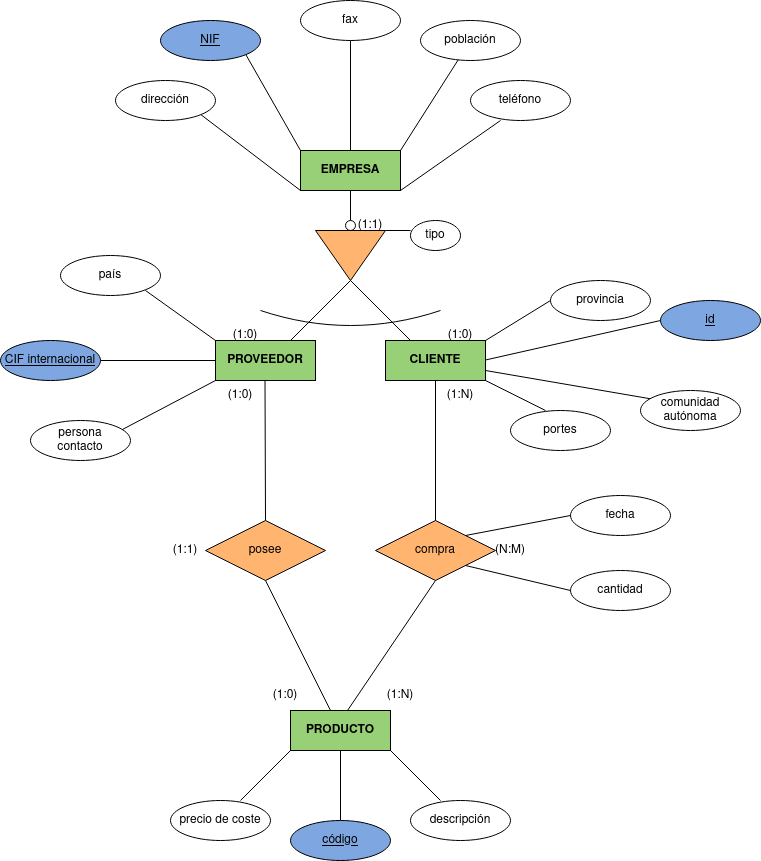 fax
NIF
población
dirección
teléfono
EMPRESA
(1:1)
tipo
país
provincia
id
(1:0)
(1:0)
CIF internacional
PROVEEDOR
CLIENTE
(1:0)
(1:N)
comunidad
autónoma
persona
contacto
portes
fecha
(1:1)
posee
compra
(N:M)
cantidad
(1:0)
(1:N)
PRODUCTO
precio de coste
código
descripción